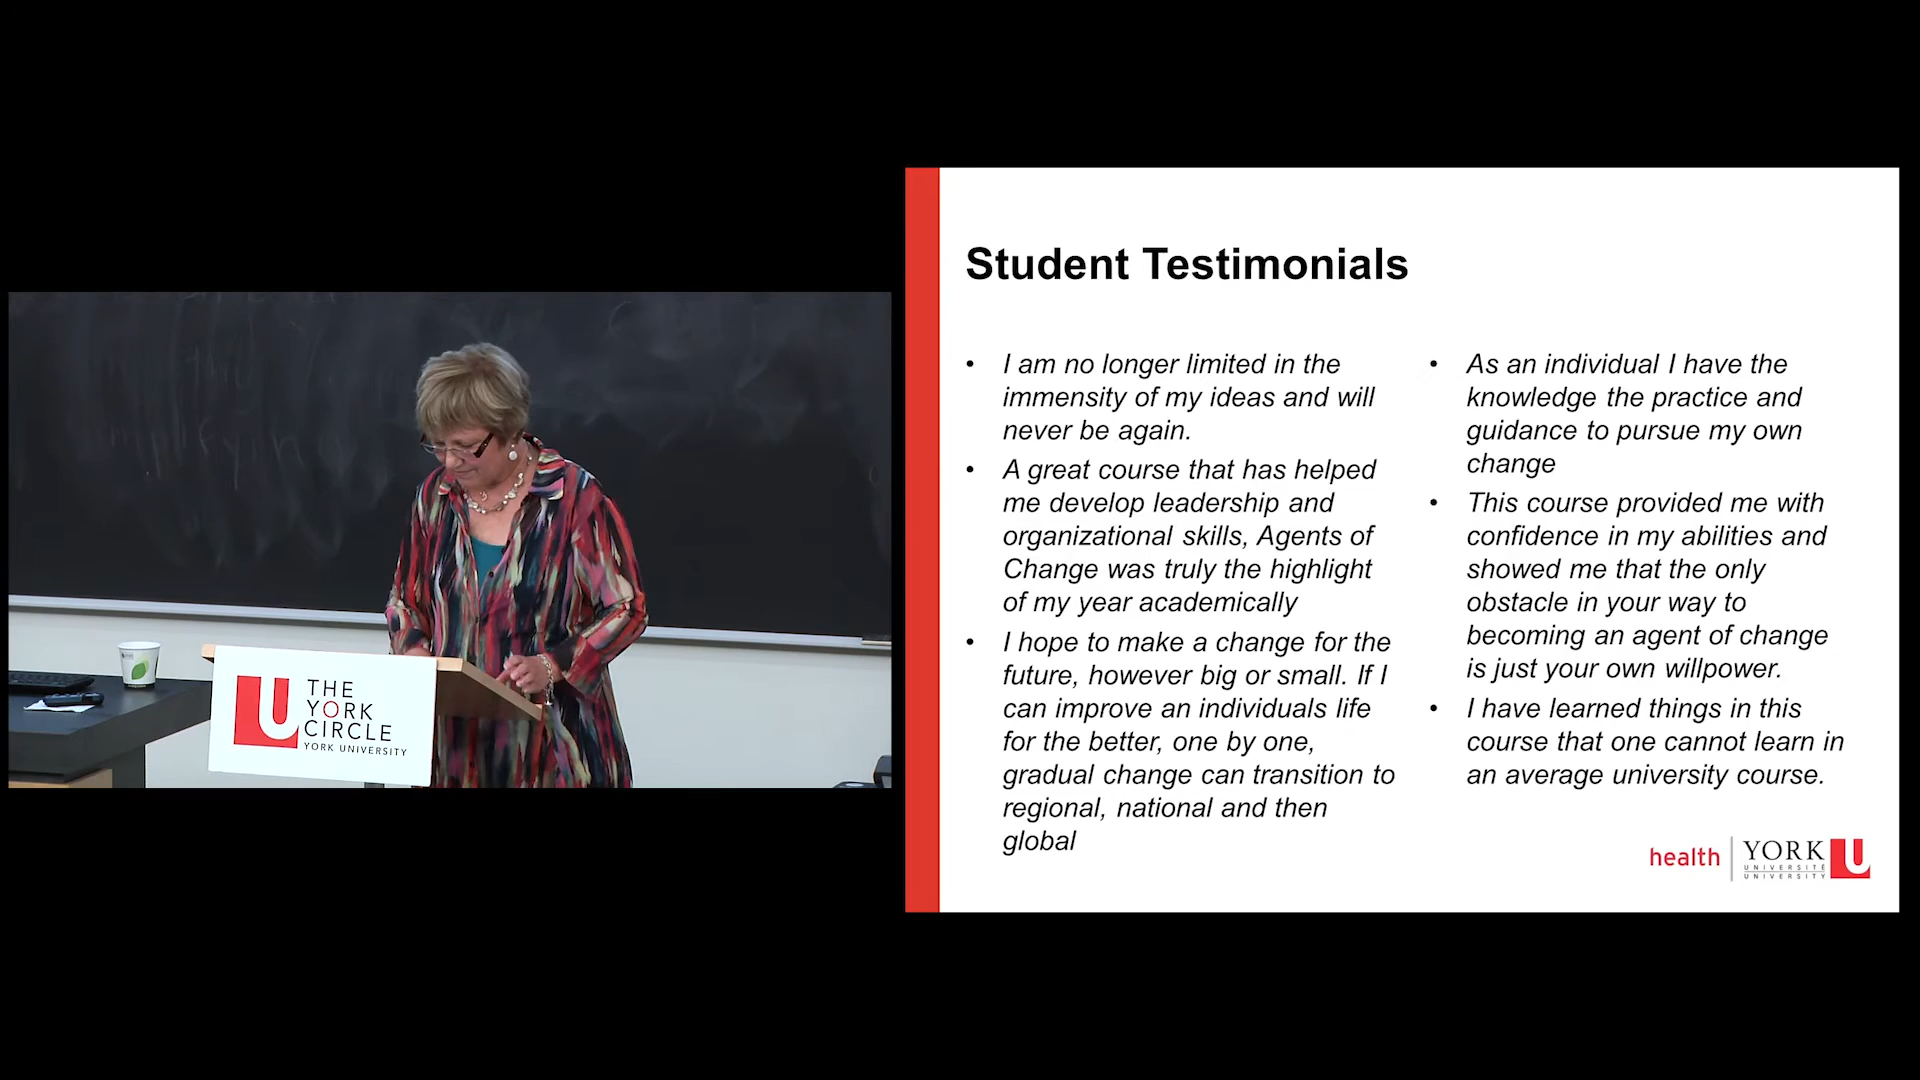 THE
YORK
CIRCLE
YORK UNIVERSITY
Student Testimonials
• I am no longer limited in the
immensity of my ideas and will
never be again.
• A great course that has helped
me develop leadership and
organizational skills, Agents of
Change was truly the highlight
of my year academically
• I hope to make a change for the
future, however big or small. If I
can improve an individuals life
for the better, one by one,
gradual change can transition to
regional, national and then
global
• As an individual I have the
knowledge the practice and
guidance to pursue my own
change
• This course provided me with
confidence in my abilities and
showed me that the only
obstacle in your way to
becoming an agent of change
is just your own willpower.
• I have learned things in this
course that one cannot learn in
an average university course.
health
YORK U
UNIVERSITÉ
UNIVERSITY